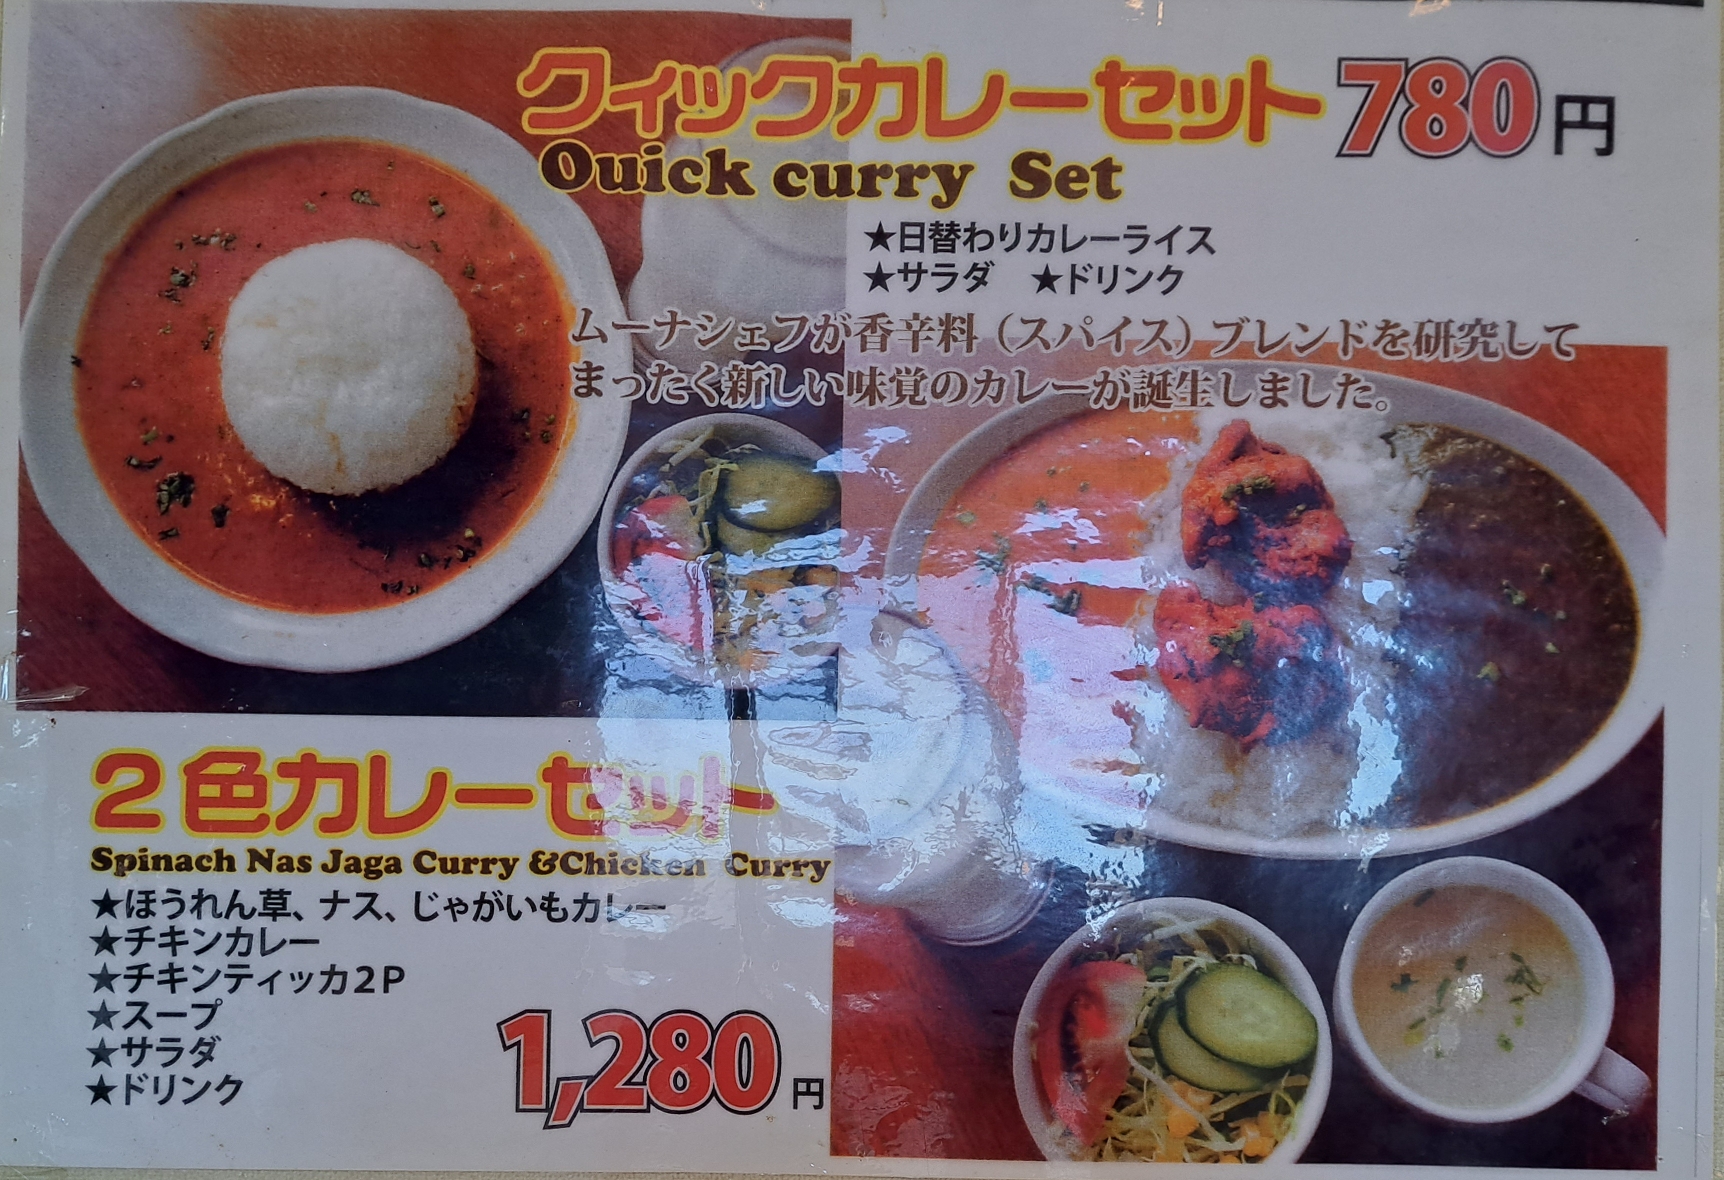 クイックカレーセット 780円
Ouick curry Set
★日替わりカレーライス
★サラダ ★ドリンク
ムーナシェフが香辛料（スパイス）ブレンドを研究して
まったく新しい味覚のカレーが誕生しました。
2色カレーセット
Spinach Nas Jaga Curry &Chicken Curry
★ほうれん草、ナス、じゃがいもカレー
★チキンカレー
★チキンティッカ2P
★スープ
★サラダ
★ドリンク
1,280円